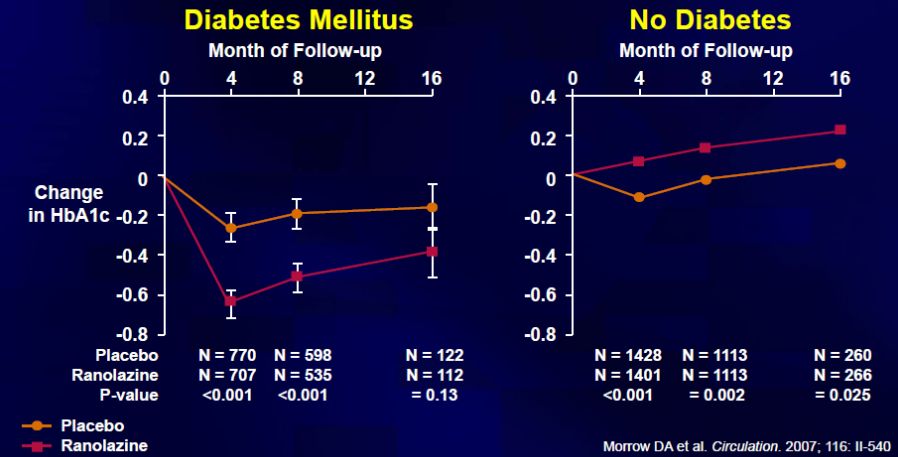 Diabetes Mellitus
Month of Follow-up
0 4 8 12 16
0.4
0.2
0
-0.2
-0.4
-0.6
-0.8
Change
in HbA1c
No Diabetes
Month of Follow-up
0 4 8 12 16
0.4
0.2
0
-0.2
-0.4
-0.6
-0.8
Placebo N = 770 N = 598 N = 122 N = 1428 N = 1113 N = 260
Ranolazine N = 707 N = 535 N = 112 N = 1401 N = 1113 N = 266
P-value <0.001 <0.001 = 0.13 <0.001 = 0.002 = 0.025
Placebo
Ranolazine
Morrow DA et al. Circulation. 2007; 116: II-540